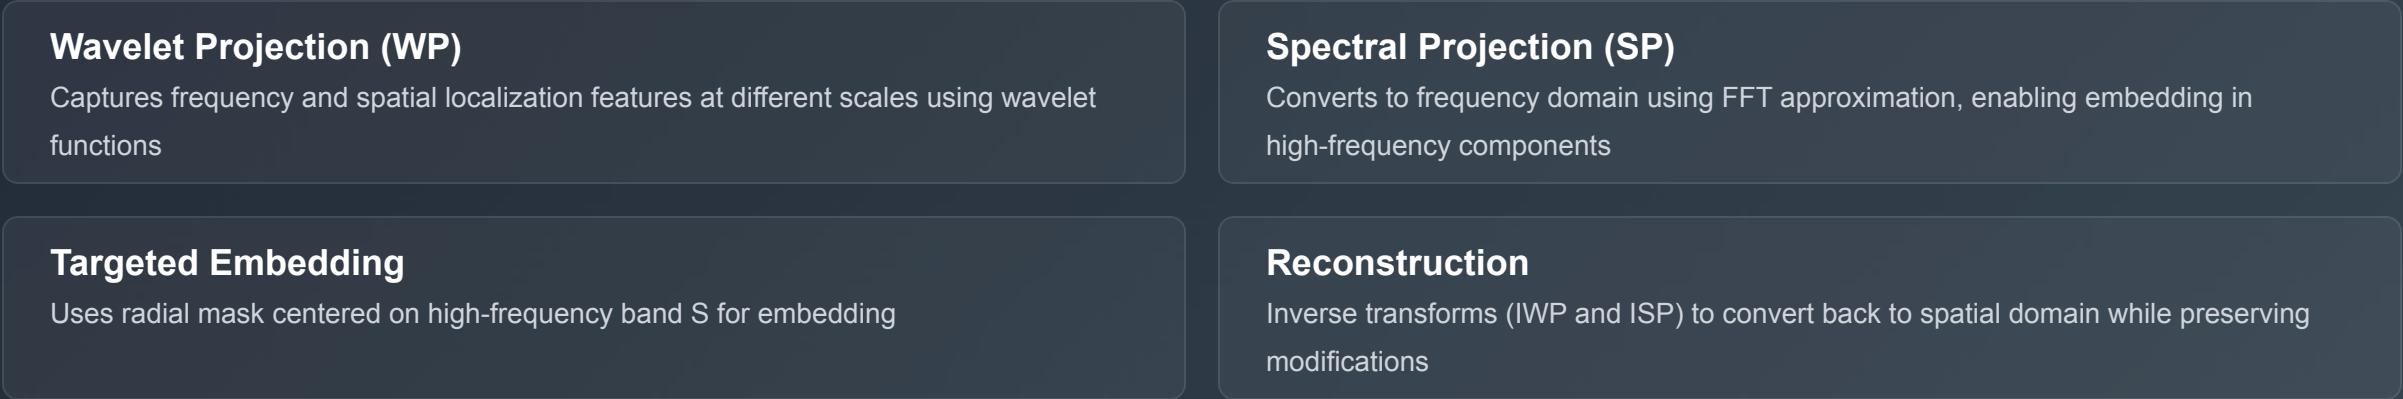 Wavelet Projection (WP)
Captures frequency and spatial localization features at different scales using wavelet
functions
Spectral Projection (SP)
Converts to frequency domain using FFT approximation, enabling embedding in
high-frequency components
Targeted Embedding
Uses radial mask centered on high-frequency band S for embedding
Reconstruction
Inverse transforms (IWP and ISP) to convert back to spatial domain while preserving
modifications